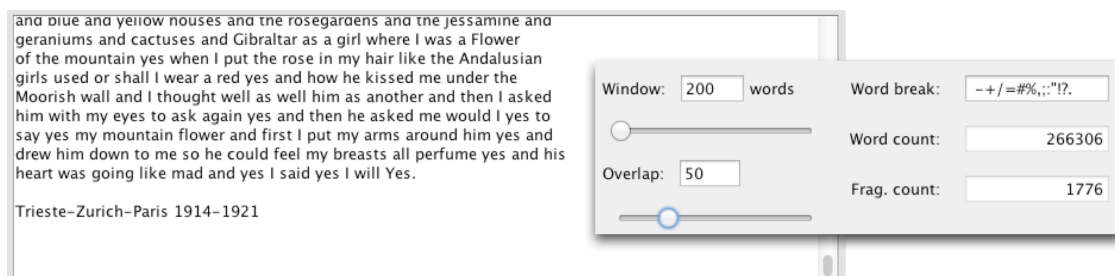 and blue and yellow houses and the rosegardens and the jessamine and
geraniums and cactuses and Gibraltar as a girl where I was a Flower
of the mountain yes when I put the rose in my hair like the Andalusian
girls used or shall I wear a red yes and how he kissed me under the
Moorish wall and I thought well as well him as another and then I asked
him with my eyes to ask again yes and then he asked me would I yes to
say yes my mountain flower and first I put my arms around him yes and
drew him down to me so he could feel my breasts all perfume yes and his
heart was going like mad and yes I said yes I will Yes.
Trieste-Zurich-Paris 1914-1921
Window: 200 words
Overlap: 50
Word break: -+/=#%,;:"!?.
Word count: 266306
Frag. count: 1776